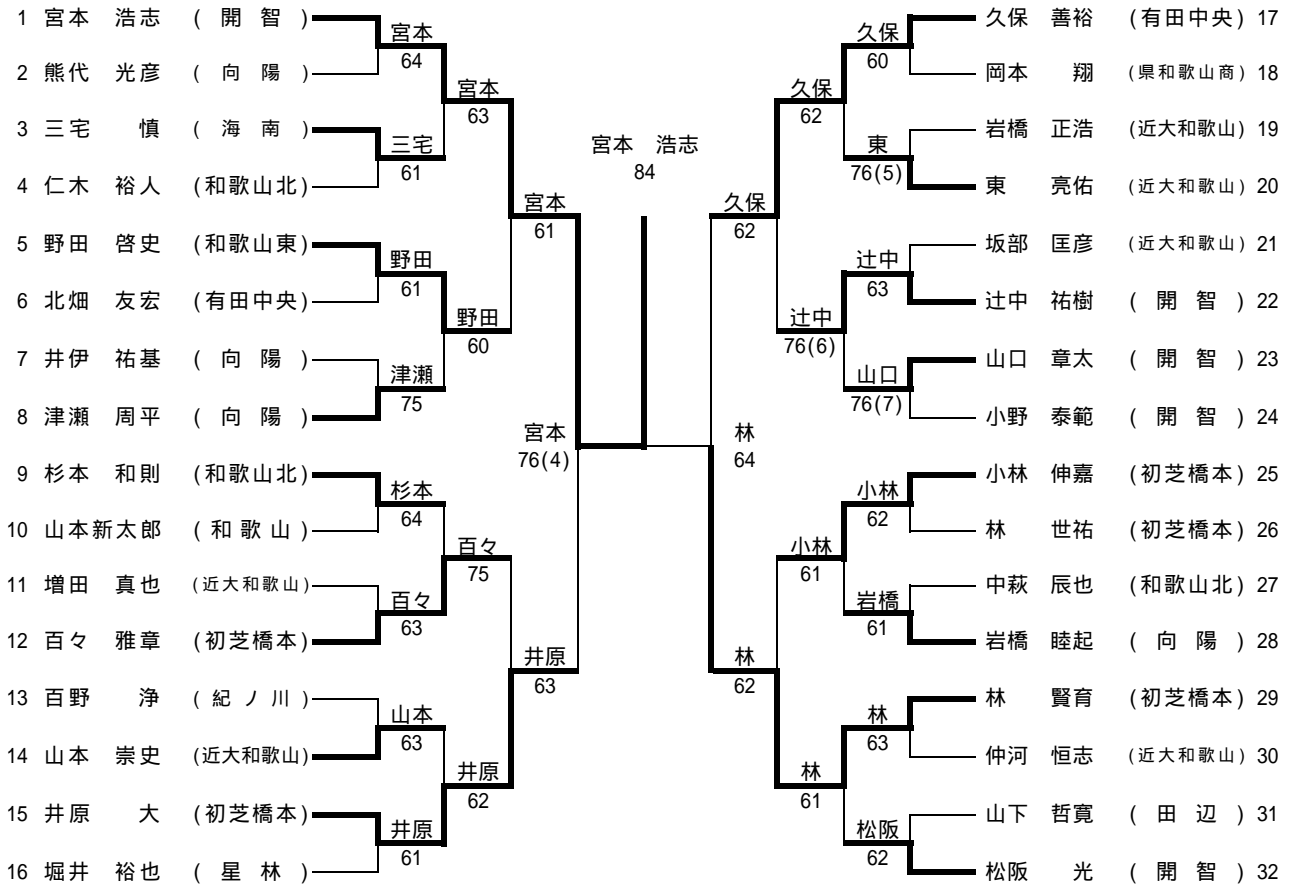 1 宮本 浩志 ( 開 智 )
2 熊代 光彦 ( 向 陽 )
3 三宅 慎 ( 海 南 )
4 仁木 裕人 (和歌山北)
5 野田 啓史 (和歌山東)
6 北畑 友宏 (有田中央)
7 井伊 祐基 ( 向 陽 )
8 津瀬 周平 ( 向 陽 )
9 杉本 和則 (和歌山北)
10 山本新太郎 ( 和 歌 山 )
11 増田 真也 (近大和歌山)
12 百々 雅章 (初芝橋本)
13 百野 浄 ( 紀 ノ 川 )
14 山本 崇史 (近大和歌山)
15 井原 大 (初芝橋本)
16 堀井 裕也 ( 星 林 )
宮本
64
三宅
61
野田
61
津瀬
75
杉本
64
百々
63
山本
63
井原
61
宮本
63
野田
60
百々
75
井原
62
宮本
61
井原
63
宮本
76(4)
宮本 浩志
84
林
64
久保
62
林
62
久保
62
辻中
76(6)
小林
61
林
61
久保
60
東
76(5)
辻中
63
山口
76(7)
小林
62
岩橋
61
林
63
松阪
62
久保 善裕 (有田中央) 17
岡本 翔 (県和歌山商) 18
岩橋 正浩 (近大和歌山) 19
東 亮佑 (近大和歌山) 20
坂部 匡彦 (近大和歌山) 21
辻中 祐樹 ( 開 智 ) 22
山口 章太 ( 開 智 ) 23
小野 泰範 ( 開 智 ) 24
小林 伸嘉 (初芝橋本) 25
林 世祐 (初芝橋本) 26
中萩 辰也 (和歌山北) 27
岩橋 睦起 ( 向 陽 ) 28
林 賢育 (初芝橋本) 29
仲河 恒志 (近大和歌山) 30
山下 哲寛 ( 田 辺 ) 31
松阪 光 ( 開 智 ) 32